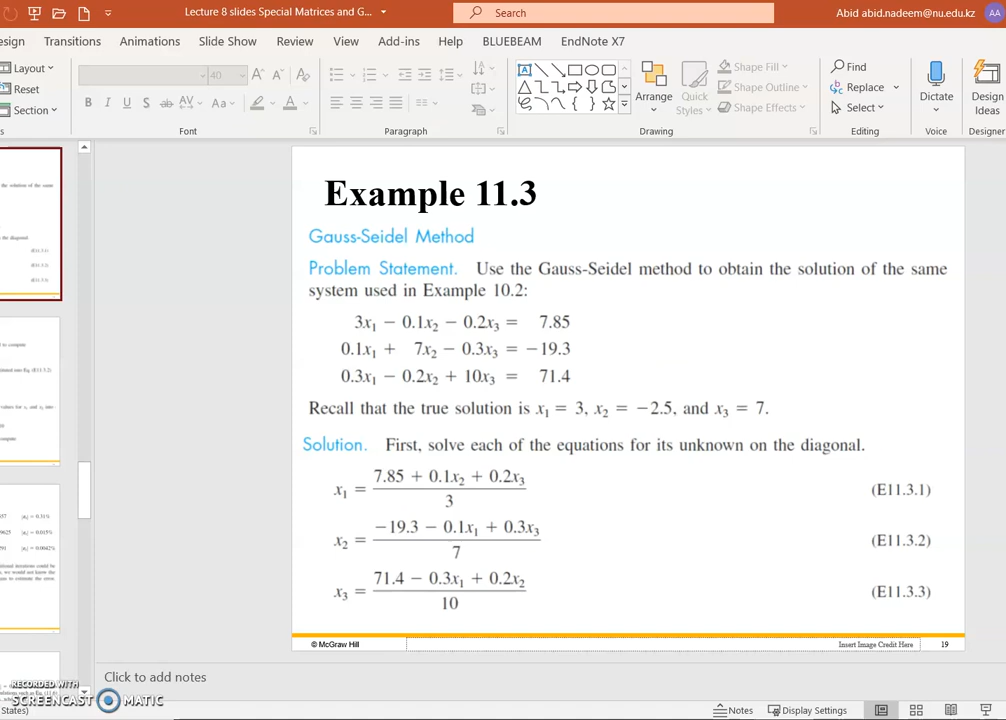 Lecture 8 slides Special Matrices and G...
Search
Abid abid.nadeem@nu.edu.kz
AA
esign Transitions Animations Slide Show Review View Add-ins Help BLUEBEAM EndNote X7
Layout
Reset
Section
40
Font
Paragraph
Arrange
Quick Styles
Shape Fill
Shape Outline
Shape Effects
Drawing
Find
Replace
Select
Editing
Dictate
Voice
Design Ideas
Designer
Example 11.3
Gauss-Seidel Method
Problem Statement. Use the Gauss-Seidel method to obtain the solution of the same
system used in Example 10.2:
3x₁ − 0.1x₂ − 0.2x₃ = 7.85
0.1x₁ + 7x₂ − 0.3x₃ = −19.3
0.3x₁ − 0.2x₂ + 10x₃ = 71.4
Recall that the true solution is x₁ = 3, x₂ = −2.5, and x₃ = 7.
Solution. First, solve each of the equations for its unknown on the diagonal.
x₁ = (7.85 + 0.1x₂ + 0.2x₃) / 3 (E11.3.1)
x₂ = (−19.3 − 0.1x₁ + 0.3x₃) / 7 (E11.3.2)
x₃ = (71.4 − 0.3x₁ + 0.2x₂) / 10 (E11.3.3)
© McGraw Hill
Insert Image Credit Here
19
Click to add notes
RECORDED WITH
SCREENCAST MATIC
States)
Notes
Display Settings